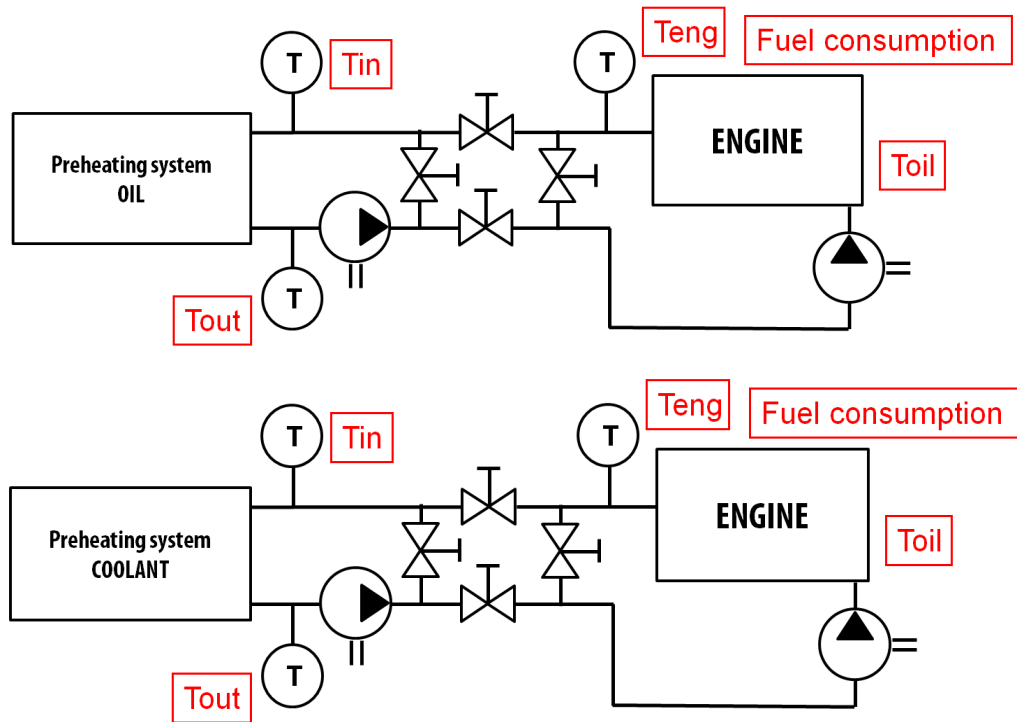 Teng
Fuel consumption
T
Tin
T
Preheating system
OIL
ENGINE
Toil
T
Tout
Teng
Fuel consumption
T
Tin
T
Preheating system
COOLANT
ENGINE
Toil
T
Tout